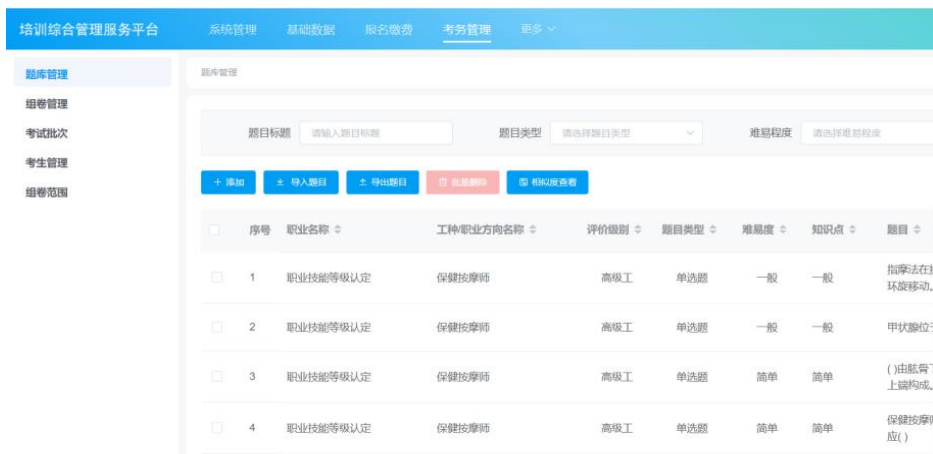 培训综合管理服务平台 系统管理 基础数据 报名缴费 考务管理 更多
题库管理
组卷管理
考试批次
考生管理
组卷范围
题库管理
题目标题 请输入题目标题 题目类型 请选择题目类型 难易程度 请选择难易程度
+ 添加 导入题目 导出题目 批量删除 相似度查看
序号 职业名称 工种/职业方向名称 评价级别 题目类型 难易度 知识点 题目
1 职业技能等级认定 保健按摩师 高级工 单选题 一般 一般 指摩法在
环旋移动。
2 职业技能等级认定 保健按摩师 高级工 单选题 一般 一般 甲状腺位
3 职业技能等级认定 保健按摩师 高级工 单选题 简单 简单 ( )由肱骨
上端构成。
4 职业技能等级认定 保健按摩师 高级工 单选题 简单 简单 保健按摩
应( )